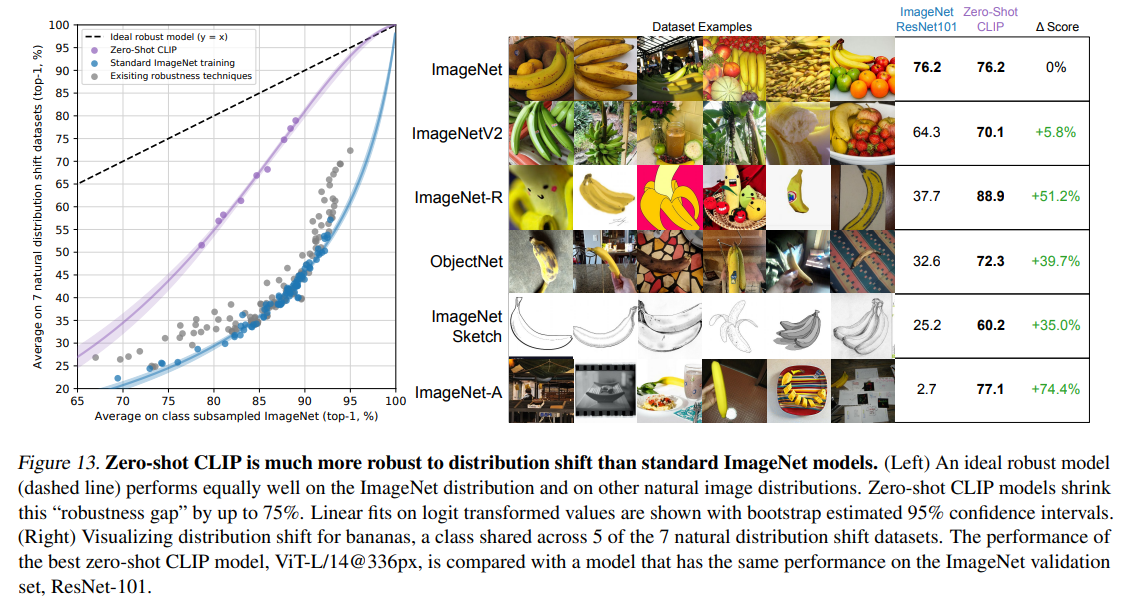 100
95
90
85
80
75
70
65
60
55
50
45
40
35
30
25
20
Average on 7 natural distribution shift datasets (top-1, %)
Ideal robust model (y = x)
Zero-Shot CLIP
Standard ImageNet training
Exisiting robustness techniques
65 70 75 80 85 90 95 100
Average on class subsampled ImageNet (top-1, %)
Dataset Examples
ImageNet ResNet101
Zero-Shot CLIP
Δ Score
ImageNet 76.2 76.2 0%
ImageNetV2 64.3 70.1 +5.8%
ImageNet-R 37.7 88.9 +51.2%
ObjectNet 32.6 72.3 +39.7%
ImageNet Sketch 25.2 60.2 +35.0%
ImageNet-A 2.7 77.1 +74.4%
Figure 13. Zero-shot CLIP is much more robust to distribution shift than standard ImageNet models. (Left) An ideal robust model
(dashed line) performs equally well on the ImageNet distribution and on other natural image distributions. Zero-shot CLIP models shrink
this “robustness gap” by up to 75%. Linear fits on logit transformed values are shown with bootstrap estimated 95% confidence intervals.
(Right) Visualizing distribution shift for bananas, a class shared across 5 of the 7 natural distribution shift datasets. The performance of
the best zero-shot CLIP model, ViT-L/14@336px, is compared with a model that has the same performance on the ImageNet validation
set, ResNet-101.